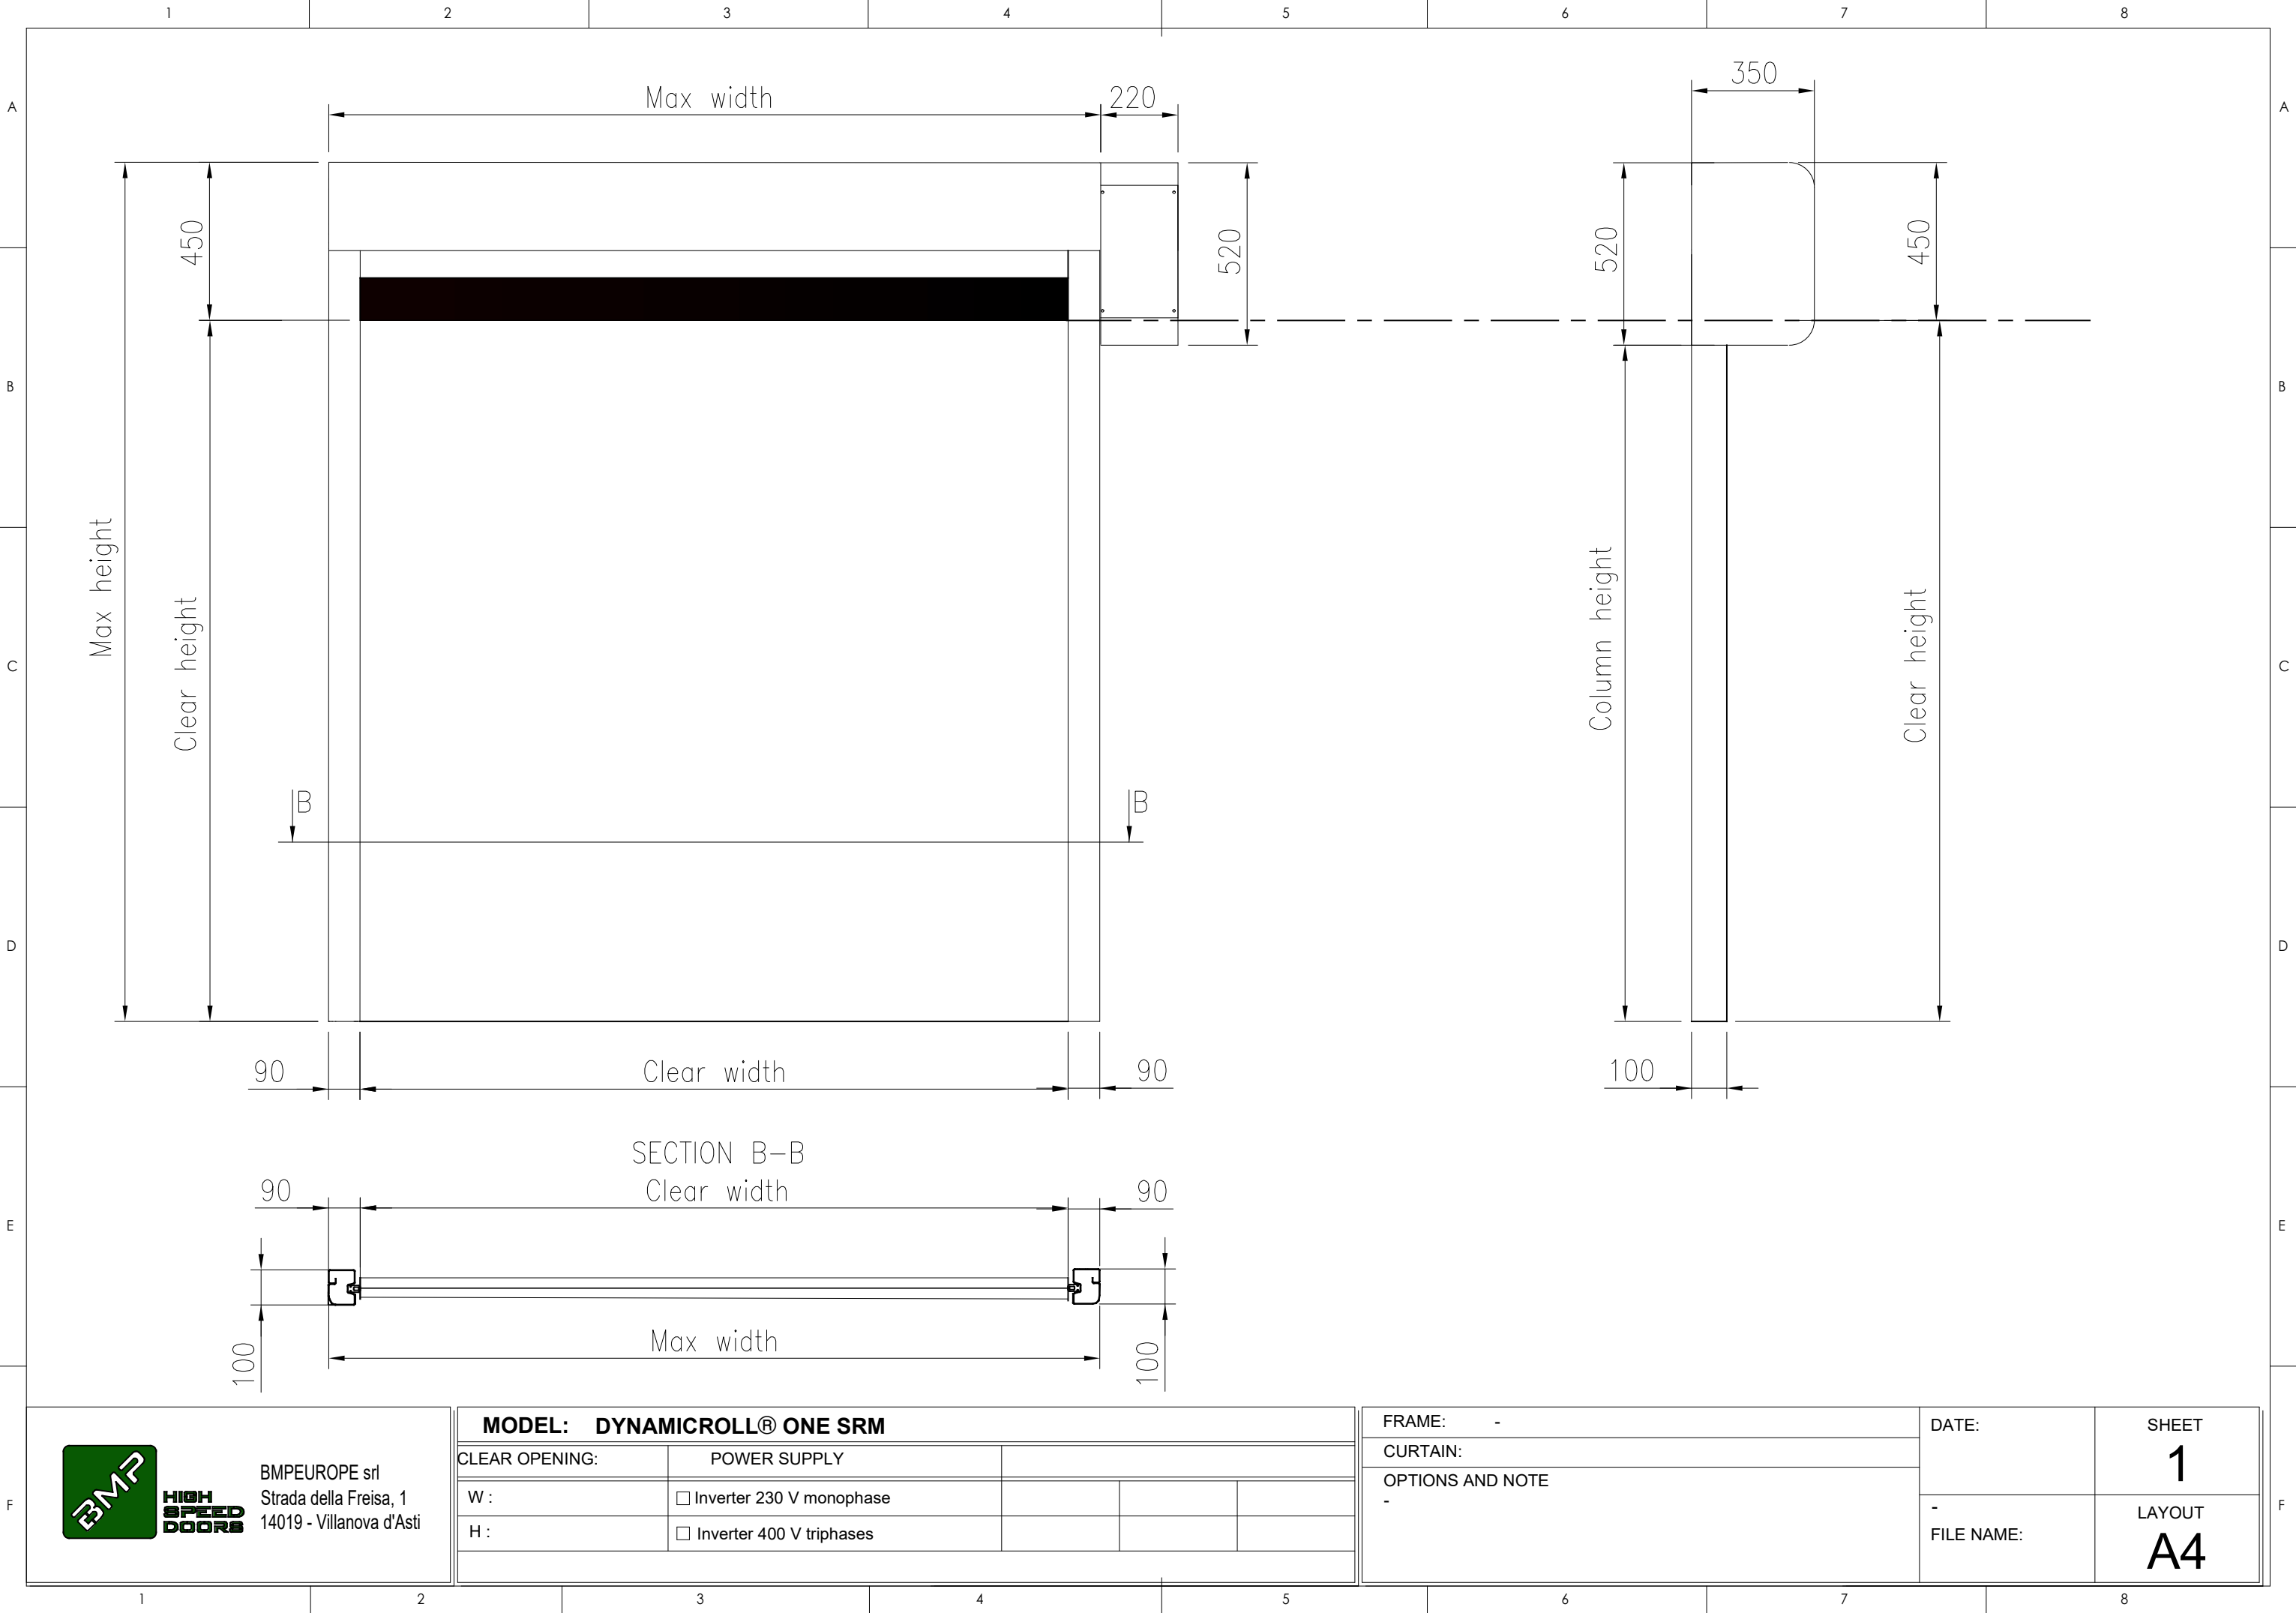 1 2 3 4 5 6 7 8
A A
B B
C C
D D
E E
F F
Max width
220
350
450
520
520
450
Max height
Clear height
Column height
Clear height
B B
90
Clear width
90
100
SECTION B-B
90
Clear width
90
100
Max width
100
BMP
HIGH
SPEED
DOORS
BMPEUROPE srl
Strada della Freisa, 1
14019 - Villanova d'Asti
MODEL: DYNAMICROLL® ONE SRM
CLEAR OPENING: POWER SUPPLY
W : Inverter 230 V monophase
H : Inverter 400 V triphases
FRAME: -
CURTAIN:
OPTIONS AND NOTE
-
DATE:
-
FILE NAME:
SHEET
1
LAYOUT
A4
1 2 3 4 5 6 7 8